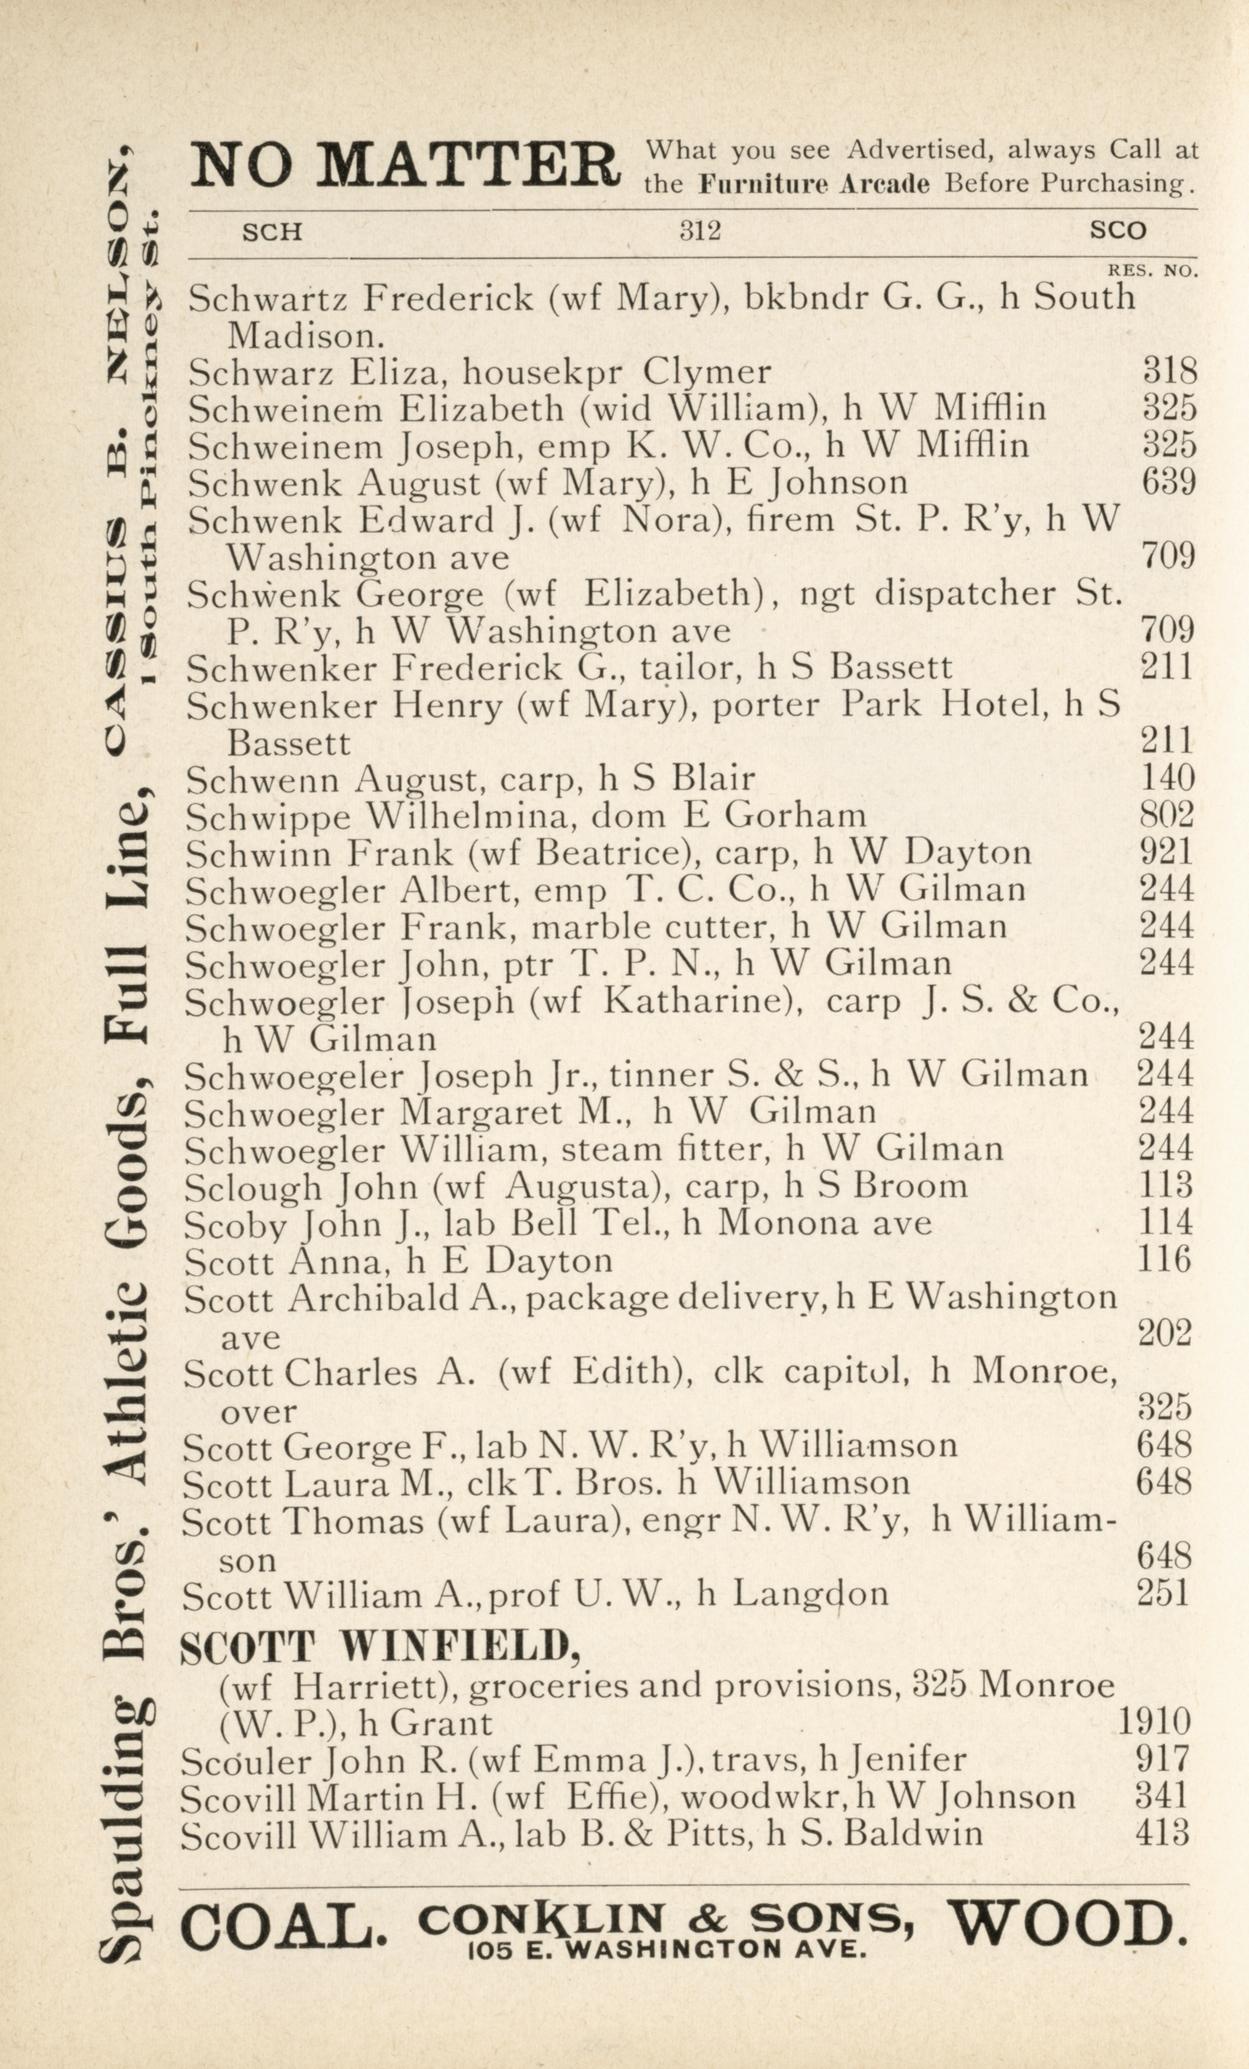 NO MATTER What you see Advertised, always Call at
the Furniture Arcade Before Purchasing.
SCH 312 SCO
RES. NO.
Schwartz Frederick (wf Mary), bkbndr G. G., h South
Madison.
Schwarz Eliza, housekpr Clymer 318
Schweinem Elizabeth (wid William), h W Mifflin 325
Schweinem Joseph, emp K. W. Co., h W Mifflin 325
Schwenk August (wf Mary), h E Johnson 639
Schwenk Edward J. (wf Nora), firem St. P. R'y, h W
Washington ave 709
Schwenk George (wf Elizabeth), ngt dispatcher St.
P. R'y, h W Washington ave 709
Schwenker Frederick G., tailor, h S Bassett 211
Schwenker Henry (wf Mary), porter Park Hotel, h S
Bassett 211
Schwenn August, carp, h S Blair 140
Schwippe Wilhelmina, dom E Gorham 802
Schwinn Frank (wf Beatrice), carp, h W Dayton 921
Schwoegler Albert, emp T. C. Co., h W Gilman 244
Schwoegler Frank, marble cutter, h W Gilman 244
Schwoegler John, ptr T. P. N., h W Gilman 244
Schwoegler Joseph (wf Katharine), carp J. S. & Co.,
h W Gilman 244
Schwoegeler Joseph Jr., tinner S. & S., h W Gilman 244
Schwoegler Margaret M., h W Gilman 244
Schwoegler William, steam fitter, h W Gilman 244
Sclough John (wf Augusta), carp, h S Broom 113
Scoby John J., lab Bell Tel., h Monona ave 114
Scott Anna, h E Dayton 116
Scott Archibald A., package delivery, h E Washington
ave 202
Scott Charles A. (wf Edith), clk capitol, h Monroe,
over 325
Scott George F., lab N. W. R'y, h Williamson 648
Scott Laura M., clk T. Bros. h Williamson 648
Scott Thomas (wf Laura), engr N. W. R'y, h William-
son 648
Scott William A., prof U. W., h Langdon 251
SCOTT WINFIELD,
(wf Harriett), groceries and provisions, 325 Monroe
(W. P.), h Grant 1910
Scouler John R. (wf Emma J.), travs, h Jenifer 917
Scovill Martin H. (wf Effie), woodwkr, h W Johnson 341
Scovill William A., lab B. & Pitts, h S. Baldwin 413
COAL. CONKLIN & SONS, WOOD.
105 E. WASHINGTON AVE.
Spaulding Bros.' Athletic Goods, Full Line, CASSIUS B. NELSON,
1 South Pinckney St.